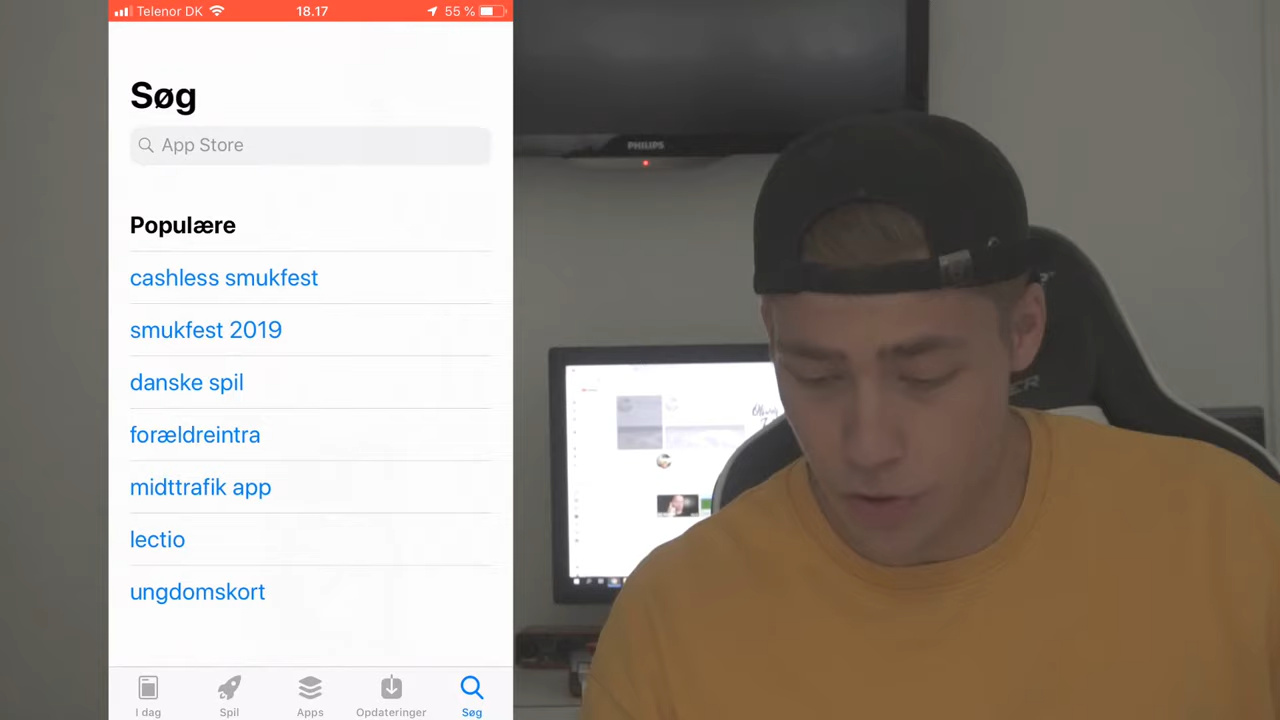 Telenor DK
18.17
55 %
Søg
App Store
Populære
cashless smukfest
smukfest 2019
danske spil
forældreintra
midttrafik app
lectio
ungdomskort
I dag
Spil
Apps
Opdateringer
Søg
PHILIPS